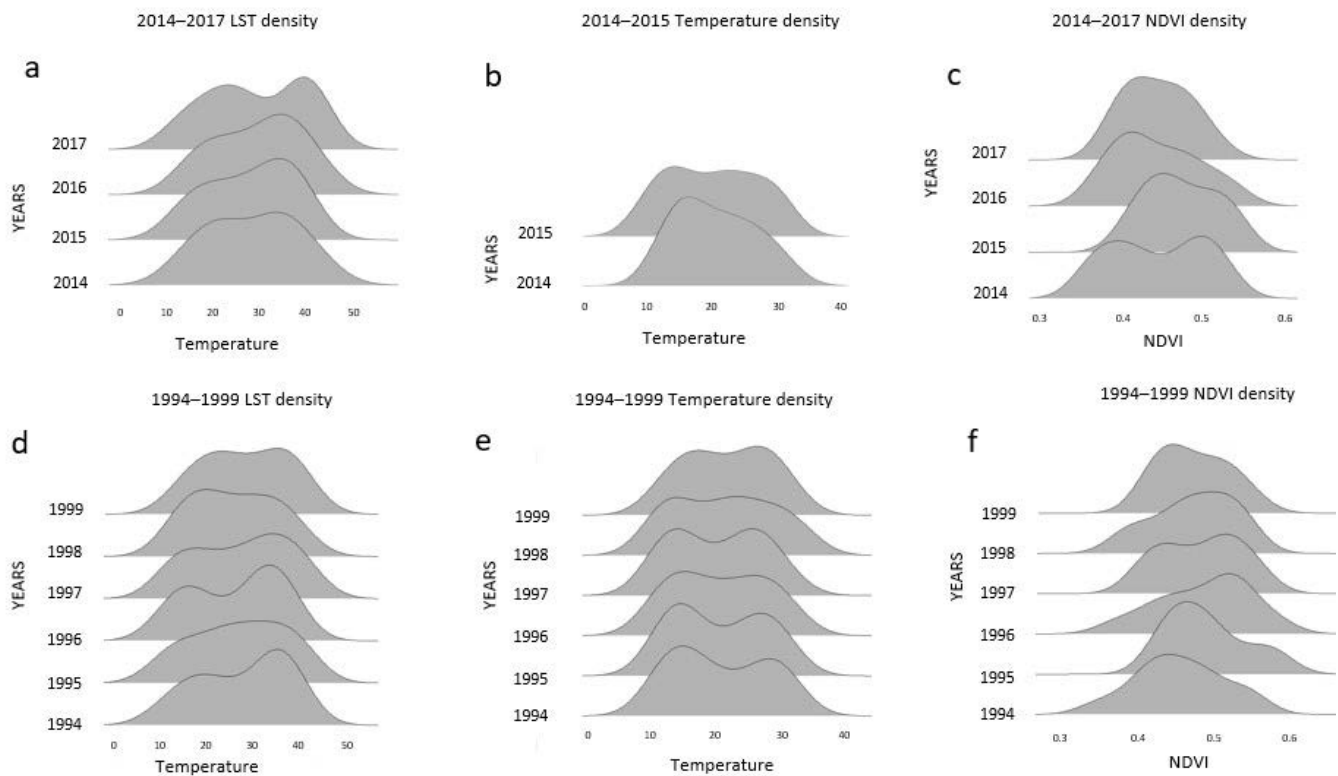 2014–2017 LST density
a
YEARS
2017
2016
2015
2014
0 10 20 30 40 50
Temperature
2014–2015 Temperature density
b
YEARS
2015
2014
0 10 20 30 40
Temperature
2014–2017 NDVI density
c
YEARS
2017
2016
2015
2014
0.3 0.4 0.5 0.6
NDVI
1994–1999 LST density
d
YEARS
1999
1998
1997
1996
1995
1994
0 10 20 30 40 50
Temperature
1994–1999 Temperature density
e
YEARS
1999
1998
1997
1996
1995
1994
0 10 20 30 40
Temperature
1994–1999 NDVI density
f
YEARS
1999
1998
1997
1996
1995
1994
0.3 0.4 0.5 0.6
NDVI